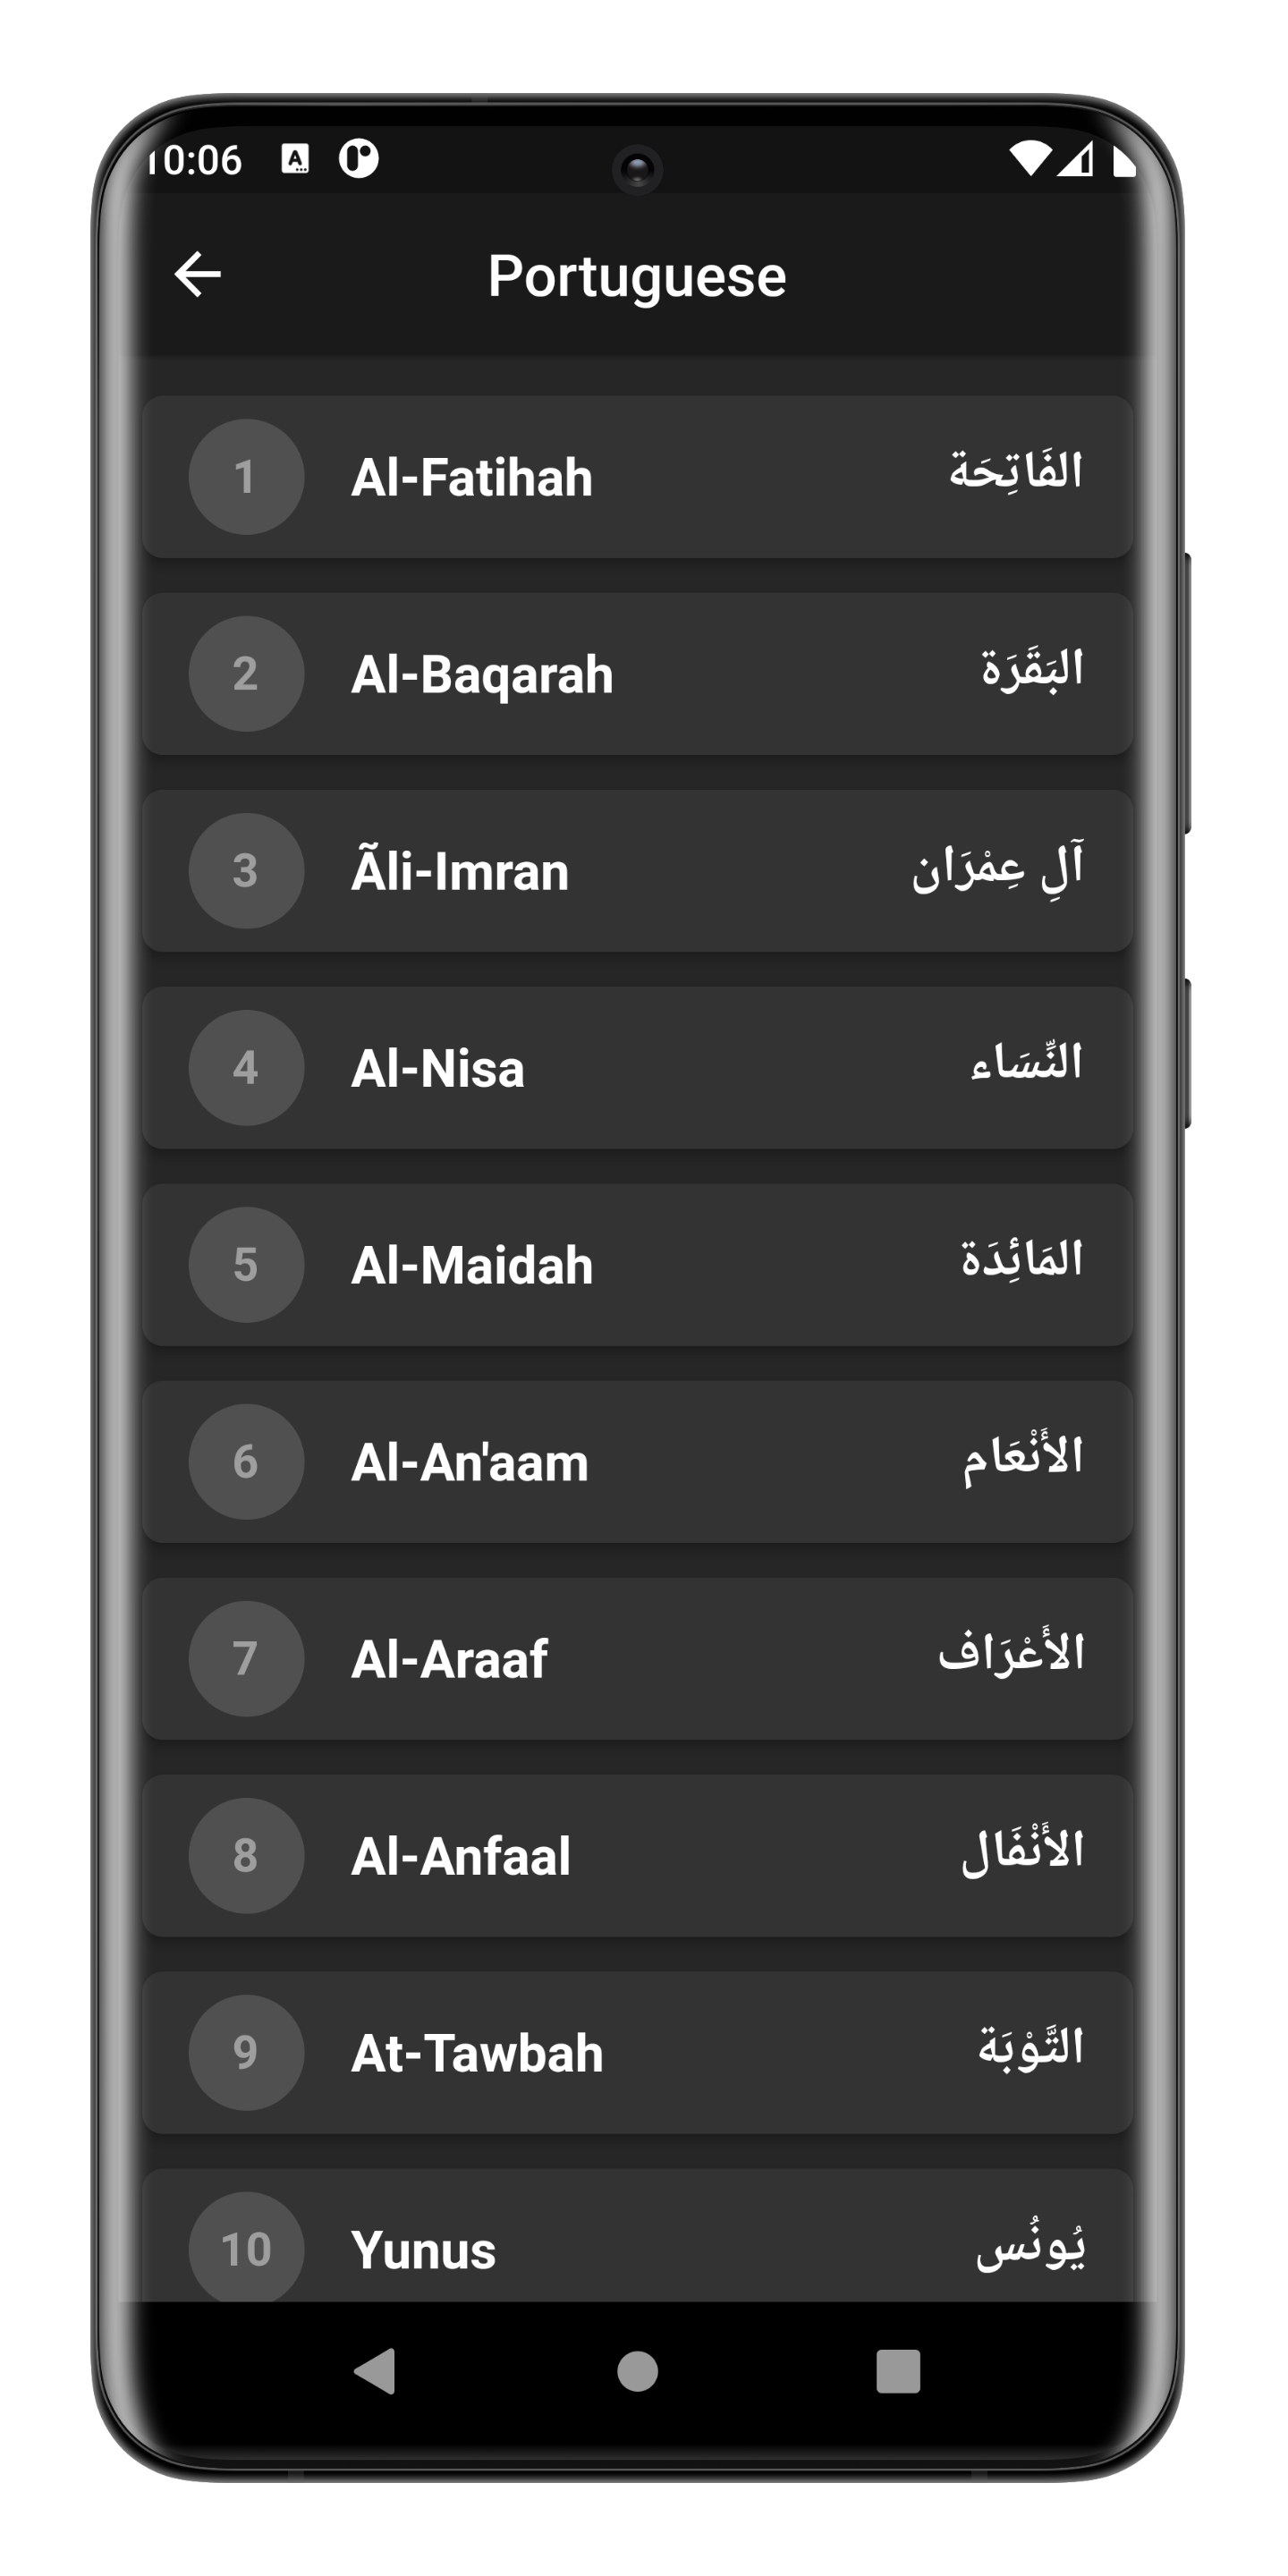 10:06
Portuguese
1 Al-Fatihah الفَاتِحَة
2 Al-Baqarah البَقَرَة
3 Ãli-Imran آلِ عِمْرَان
4 Al-Nisa النِّسَاء
5 Al-Maidah المَائِدَة
6 Al-An'aam الأَنْعَام
7 Al-Araaf الأَعْرَاف
8 Al-Anfaal الأَنْفَال
9 At-Tawbah التَّوْبَة
10 Yunus يُونُس